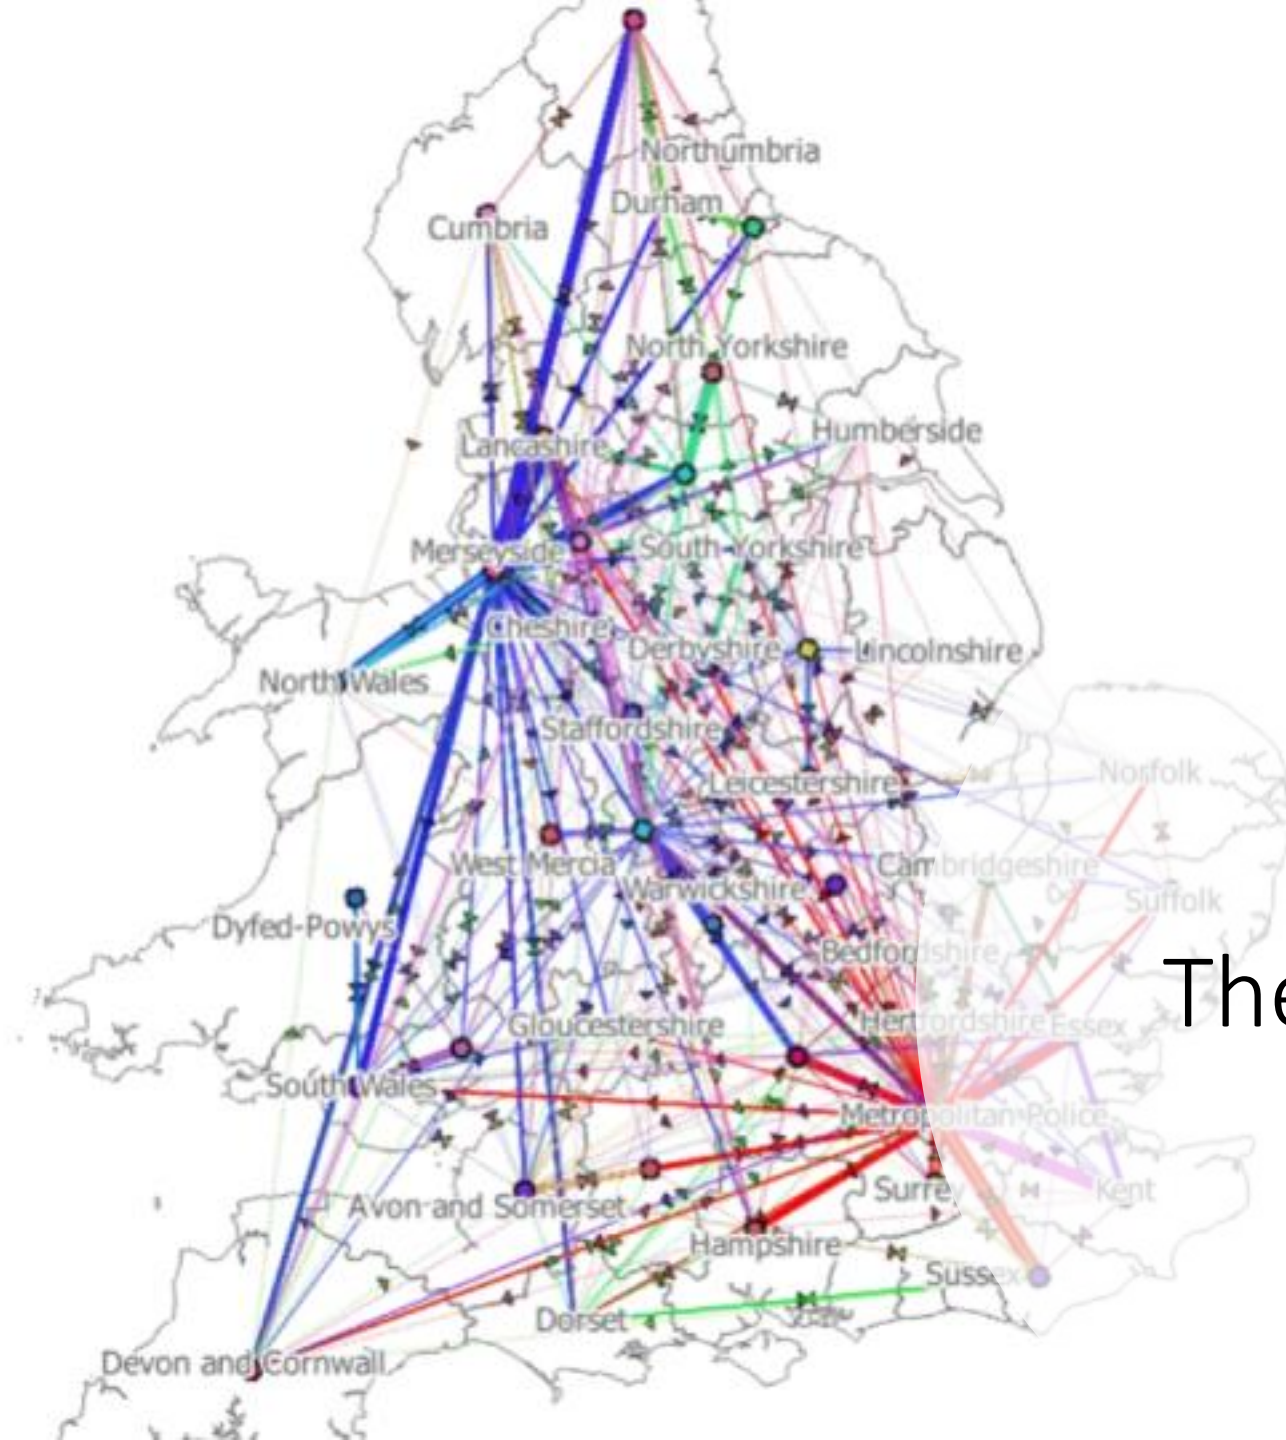 Northumbria
Durham
Cumbria
North Yorkshire
Lancashire
Humberside
Merseyside
South Yorkshire
Cheshire
Derbyshire
Lincolnshire
North Wales
Staffordshire
Leicestershire
Norfolk
West Mercia
Cambridgeshire
Warwickshire
Suffolk
Dyfed-Powys
Bedfordshire
The
Gloucestershire
Hertfordshire
Essex
South Wales
Metropolitan Police
Surrey
Kent
Avon and Somerset
Hampshire
Sussex
Dorset
Devon and Cornwall